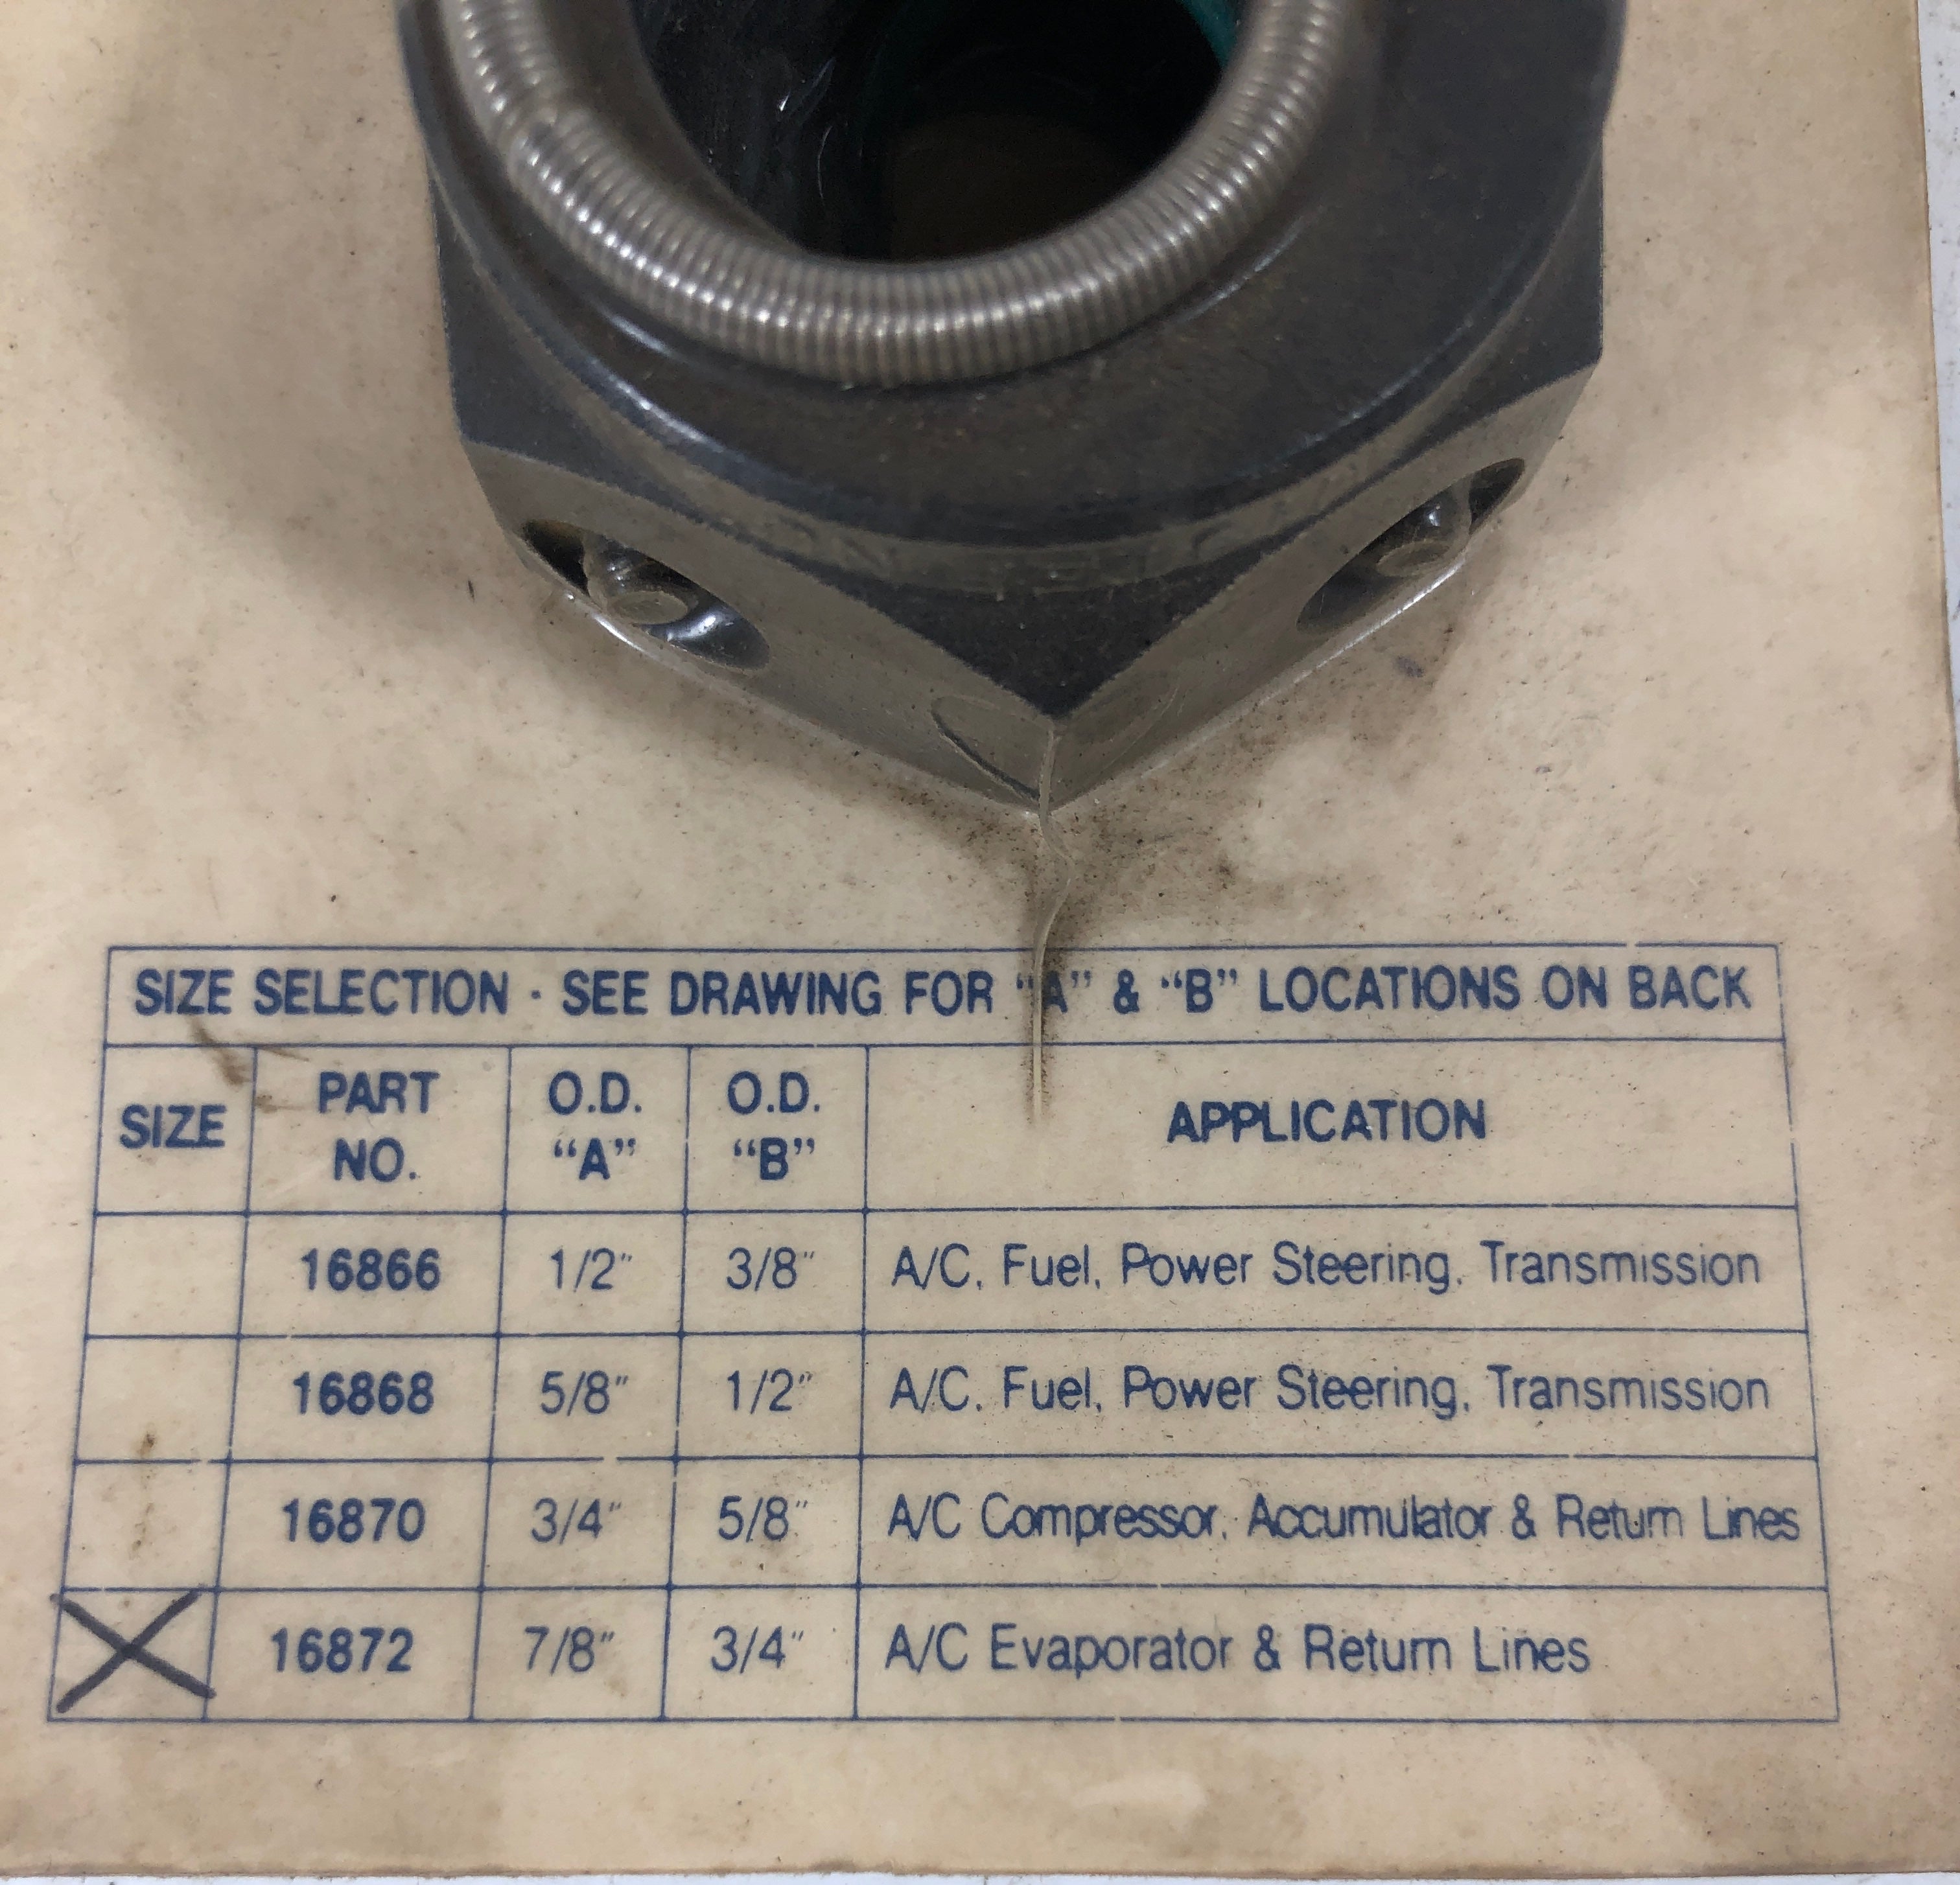 SIZE SELECTION - SEE DRAWING FOR “A” & “B” LOCATIONS ON BACK
SIZE PART NO. O.D. “A” O.D. “B” APPLICATION
16866 1/2" 3/8" A/C, Fuel, Power Steering, Transmission
16868 5/8" 1/2" A/C, Fuel, Power Steering, Transmission
16870 3/4" 5/8" A/C Compressor, Accumulator & Return Lines
X 16872 7/8" 3/4" A/C Evaporator & Return Lines